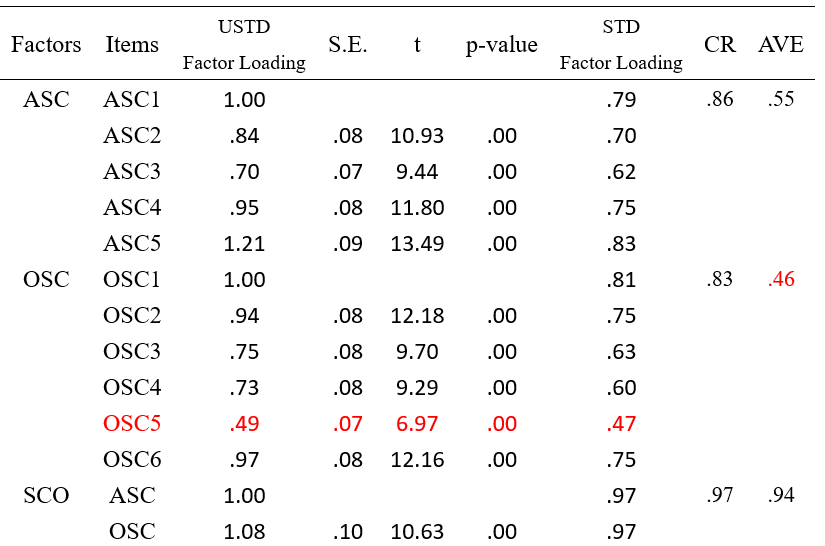 Factors Items USTD Factor Loading S.E. t p-value STD Factor Loading CR AVE
ASC ASC1 1.00 .79 .86 .55
ASC2 .84 .08 10.93 .00 .70
ASC3 .70 .07 9.44 .00 .62
ASC4 .95 .08 11.80 .00 .75
ASC5 1.21 .09 13.49 .00 .83
OSC OSC1 1.00 .81 .83 .46
OSC2 .94 .08 12.18 .00 .75
OSC3 .75 .08 9.70 .00 .63
OSC4 .73 .08 9.29 .00 .60
OSC5 .49 .07 6.97 .00 .47
OSC6 .97 .08 12.16 .00 .75
SCO ASC 1.00 .97 .97 .94
OSC 1.08 .10 10.63 .00 .97